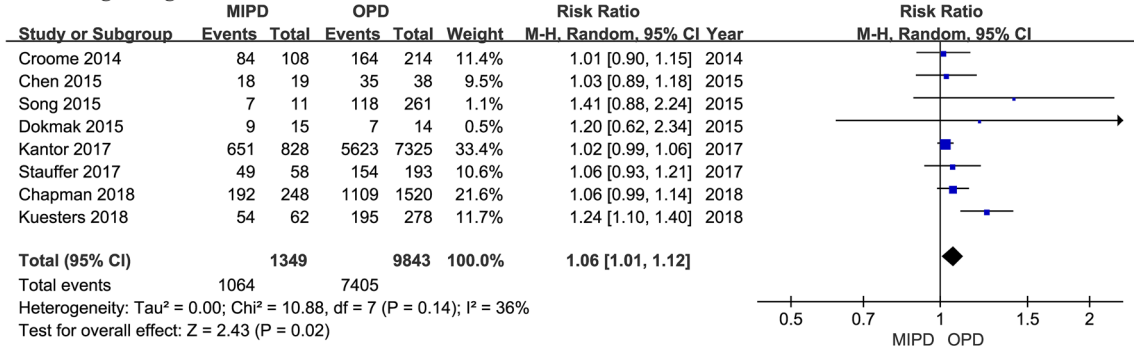 MIPD OPD Risk Ratio Risk Ratio
Study or Subgroup Events Total Events Total Weight M-H, Random, 95% CI Year M-H, Random, 95% CI
Croome 2014 84 108 164 214 11.4% 1.01 [0.90, 1.15] 2014
Chen 2015 18 19 35 38 9.5% 1.03 [0.89, 1.18] 2015
Song 2015 7 11 118 261 1.1% 1.41 [0.88, 2.24] 2015
Dokmak 2015 9 15 7 14 0.5% 1.20 [0.62, 2.34] 2015
Kantor 2017 651 828 5623 7325 33.4% 1.02 [0.99, 1.06] 2017
Stauffer 2017 49 58 154 193 10.6% 1.06 [0.93, 1.21] 2017
Chapman 2018 192 248 1109 1520 21.6% 1.06 [0.99, 1.14] 2018
Kuesters 2018 54 62 195 278 11.7% 1.24 [1.10, 1.40] 2018
Total (95% CI) 1349 9843 100.0% 1.06 [1.01, 1.12]
Total events 1064 7405
Heterogeneity: Tau² = 0.00; Chi² = 10.88, df = 7 (P = 0.14); I² = 36%
Test for overall effect: Z = 2.43 (P = 0.02)
0.5 0.7 1 1.5 2
MIPD OPD